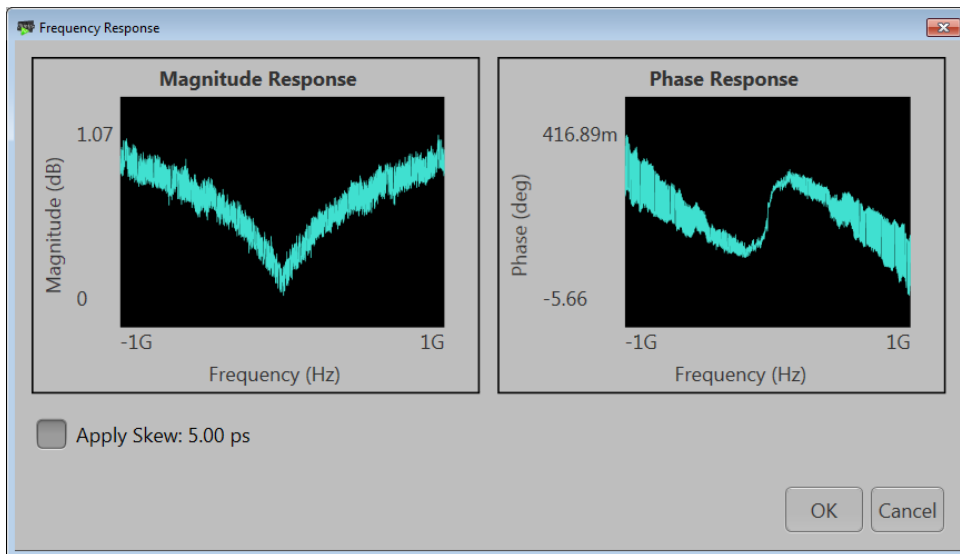 Frequency Response
Magnitude Response
1.07
Magnitude (dB)
0
-1G
1G
Frequency (Hz)
Phase Response
416.89m
Phase (deg)
-5.66
-1G
1G
Frequency (Hz)
Apply Skew: 5.00 ps
OK
Cancel